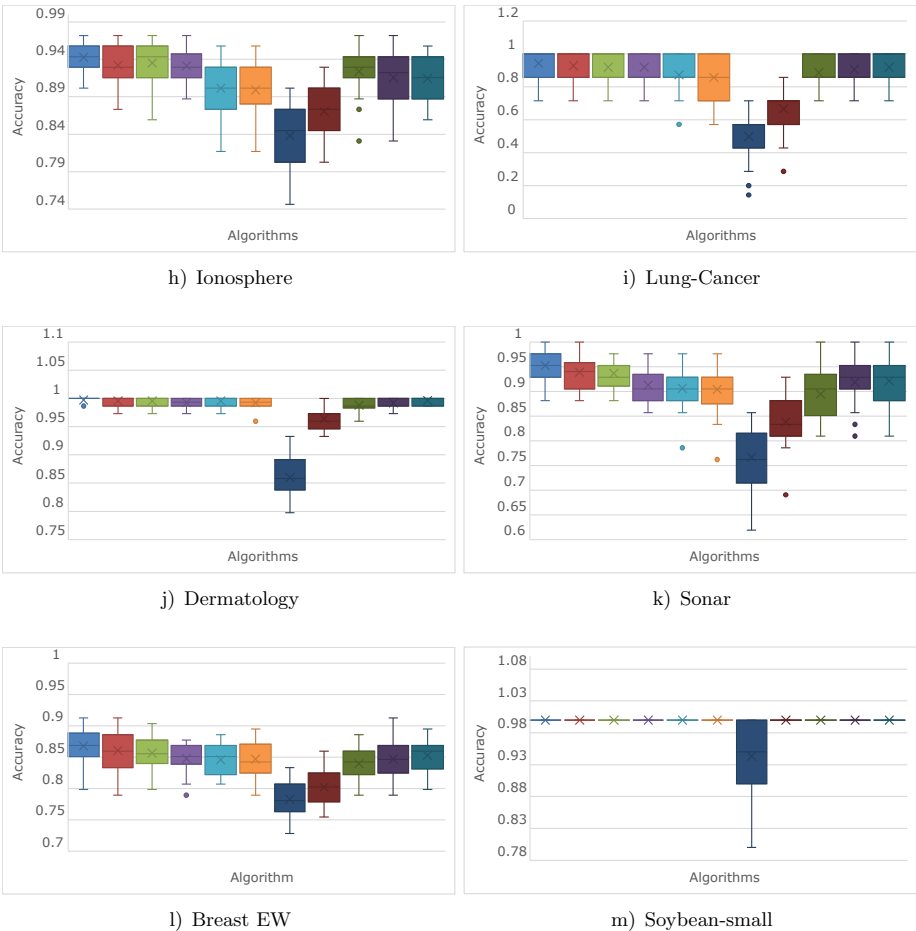 0.99
0.94
0.89
0.84
0.79
0.74
Accuracy
Algorithms
h) Ionosphere
1.2
1
0.8
0.6
0.4
0.2
0
Accuracy
Algorithms
i) Lung-Cancer
1.1
1.05
1
0.95
0.9
0.85
0.8
0.75
Accuracy
Algorithms
j) Dermatology
1
0.95
0.9
0.85
0.8
0.75
0.7
0.65
0.6
Accuracy
Algorithms
k) Sonar
1
0.95
0.9
0.85
0.8
0.75
0.7
Accuracy
Algorithm
l) Breast EW
1.08
1.03
0.98
0.93
0.88
0.83
0.78
Accuracy
Algorithms
m) Soybean-small